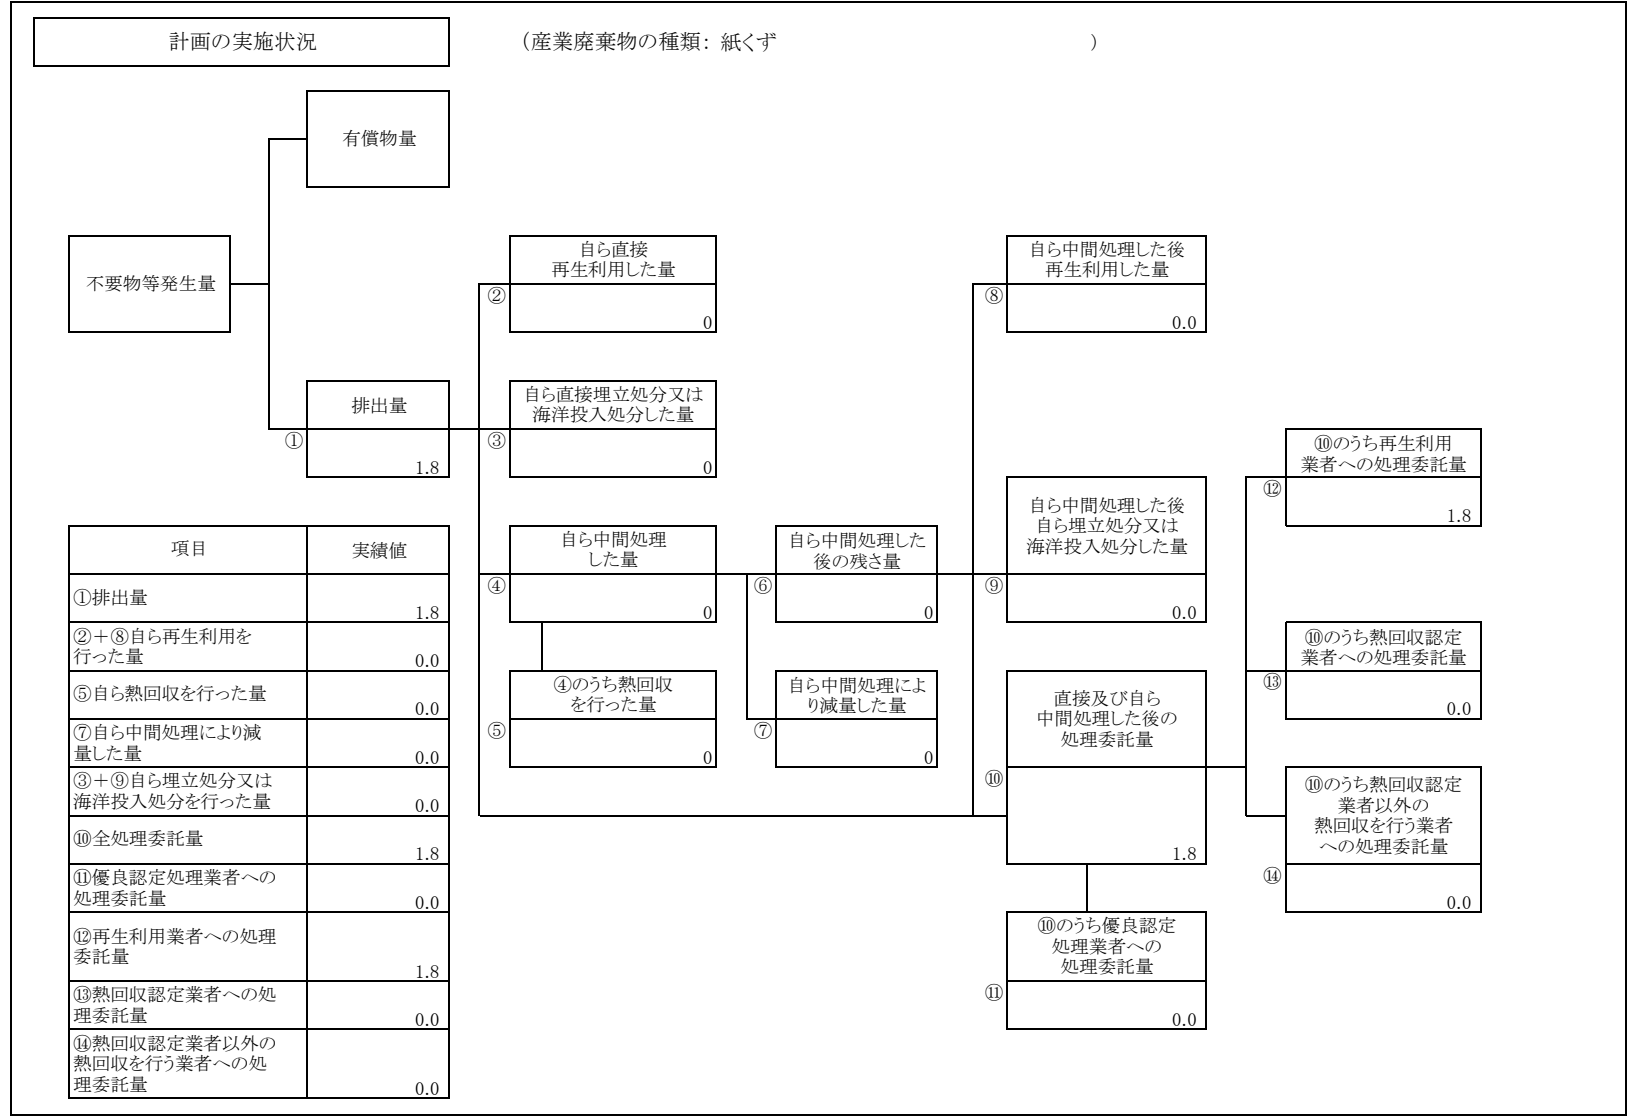 計画の実施状況
（産業廃棄物の種類：紙くず　）
有償物量
不要物等発生量
自ら直接
再生利用した量
②
0
自ら中間処理した後
再生利用した量
⑧
0.0
排出量
①
1.8
自ら直接埋立処分又は
海洋投入処分した量
③
0
⑩のうち再生利用
業者への処理委託量
⑫
1.8
自ら中間処理した後
自ら埋立処分又は
海洋投入処分した量
⑨
0.0
自ら中間処理
した量
④
0
自ら中間処理した
後の残さ量
⑥
0
⑩のうち熱回収認定
業者への処理委託量
⑬
0.0
④のうち熱回収
を行った量
⑤
0
自ら中間処理によ
り減量した量
⑦
0
直接及び自ら
中間処理した後の
処理委託量
⑩
1.8
⑩のうち熱回収認定
業者以外の
熱回収を行う業者
への処理委託量
⑭
0.0
⑩のうち優良認定
処理業者への
処理委託量
⑪
0.0
項目
実績値
①排出量
1.8
②＋⑧自ら再生利用を
行った量
0.0
⑤自ら熱回収を行った量
0.0
⑦自ら中間処理により減
量した量
0.0
③＋⑨自ら埋立処分又は
海洋投入処分を行った量
0.0
⑩全処理委託量
1.8
⑪優良認定処理業者への
処理委託量
0.0
⑫再生利用業者への処理
委託量
1.8
⑬熱回収認定業者への処
理委託量
0.0
⑭熱回収認定業者以外の
熱回収を行う業者への処
理委託量
0.0